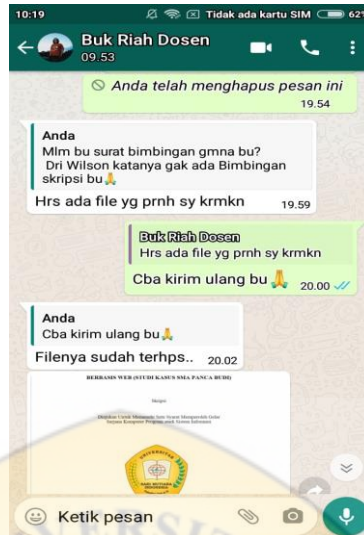 10:19
Tidak ada kartu SIM
62
Buk Riah Dosen
09.53
Anda telah menghapus pesan ini
19.54
Anda
Mlm bu surat bimbingan gmna bu?
Dri Wilson katanya gak ada Bimbingan
skripsi bu🙏
Hrs ada file yg prnh sy krmkn
19.59
Buk Riah Dosen
Hrs ada file yg prnh sy krmkn
Cba kirim ulang bu 🙏
20.00
Anda
Cba kirim ulang bu🙏
Filenya sudah terhps..
20.02
BERBASIS WEB (STUDI KASUS SMA PANCA BUDI)
Skripsi
Diajukan Untuk Memenuhi Satu Syarat Memperoleh Gelar
Sarjana Komputer Program studi Sistem Informasi
UNIVERSITAS
SARI MUTIARA
INDONESIA
Ketik pesan